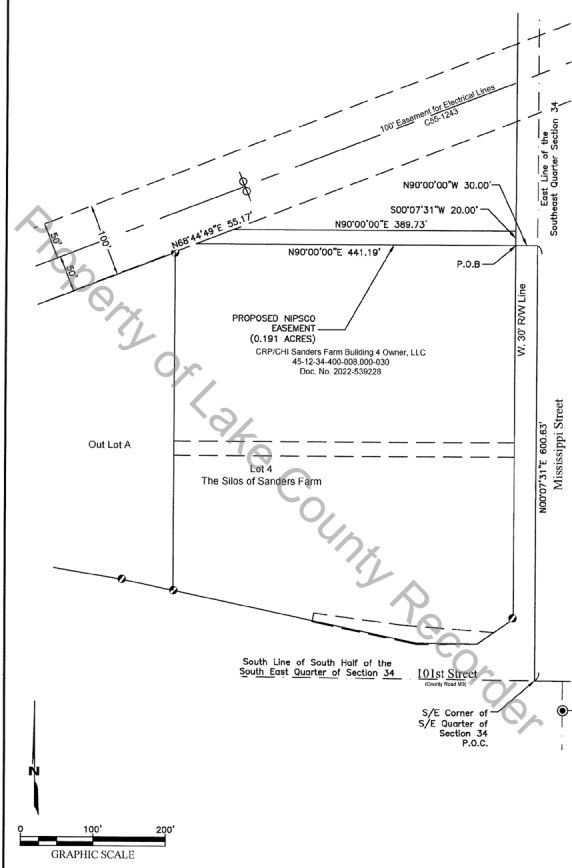 100' Easement for Electrical Lines
C55-1243
East Line of the
Southeast Quarter Section 34
N90°00'00"W 30.00'
S00°07'31"W 20.00'
N90°00'00"E 389.73'
N68°44'49"E 55.17'
50'
100'
50'
N90°00'00"E 441.19'
P.O.B
PROPOSED NIPSCO
EASEMENT
(0.191 ACRES)
CRP/CHI Sanders Farm Building 4 Owner, LLC
45-12-34-400-008.000-030
Doc. No. 2022-539228
W. 30' R/W Line
N00°07'31"E 600.63'
Mississippi Street
Out Lot A
Lot 4
The Silos of Sanders Farm
South Line of South Half of the
South East Quarter of Section 34
101st Street
(County Road M3)
S/E Corner of
S/E Quarter of
Section 34
P.O.C.
N
0 100' 200'
GRAPHIC SCALE
Property of Lake County Recorder